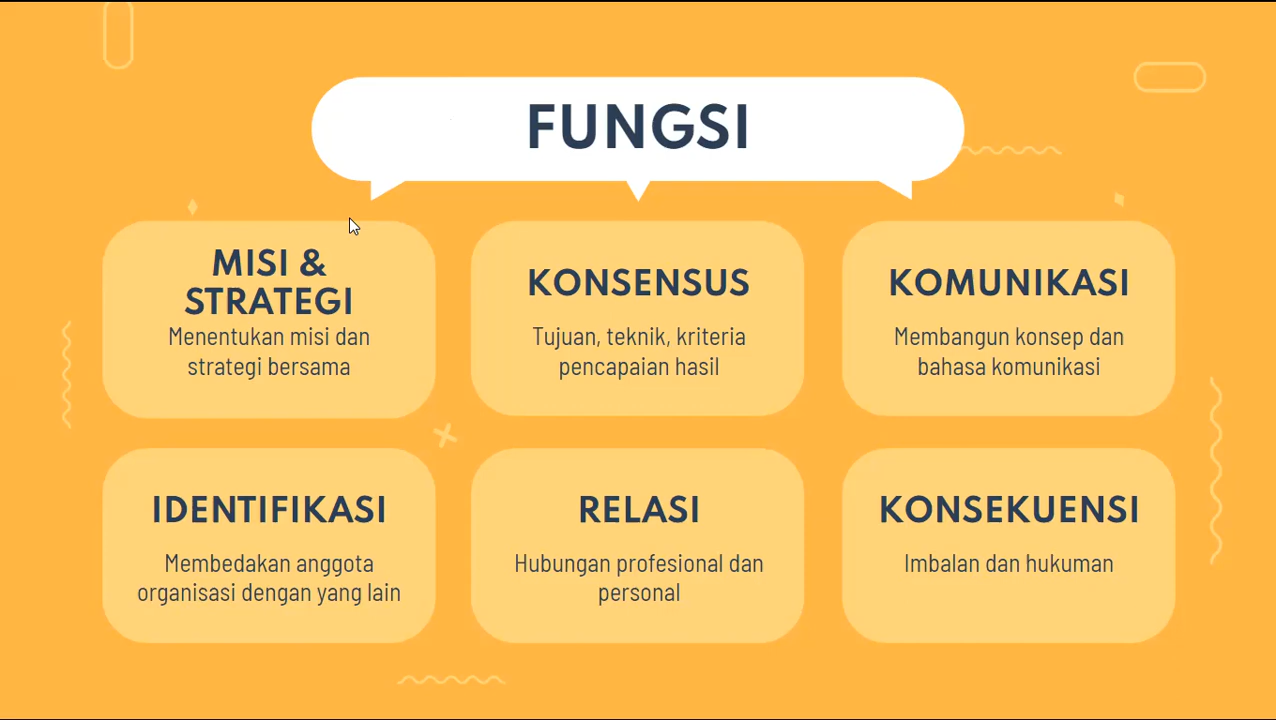 FUNGSI
MISI &
STRATEGI
Menentukan misi dan
strategi bersama
KONSENSUS
Tujuan, teknik, kriteria
pencapaian hasil
KOMUNIKASI
Membangun konsep dan
bahasa komunikasi
IDENTIFIKASI
Membedakan anggota
organisasi dengan yang lain
RELASI
Hubungan profesional dan
personal
KONSEKUENSI
Imbalan dan hukuman